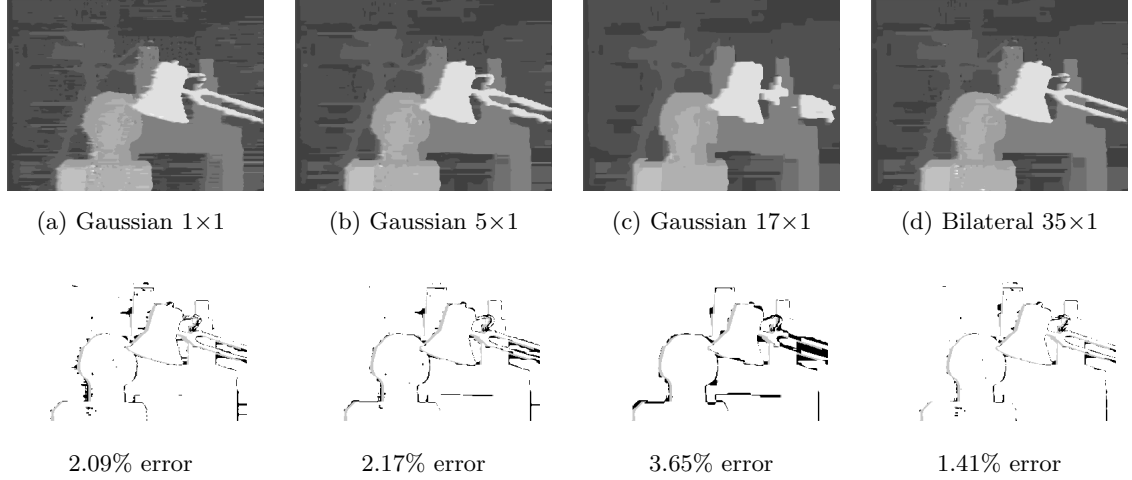 (a) Gaussian 1×1
(b) Gaussian 5×1
(c) Gaussian 17×1
(d) Bilateral 35×1
2.09% error
2.17% error
3.65% error
1.41% error